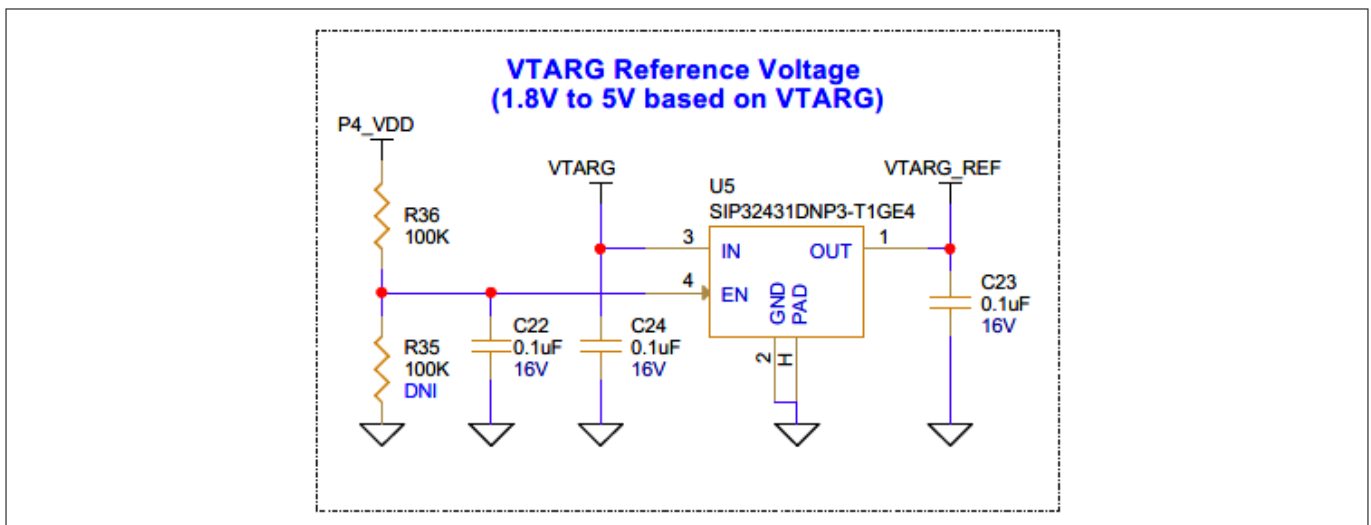 VTARG Reference Voltage
(1.8V to 5V based on VTARG)
P4_VDD
VTARG
VTARG_REF
U5
SIP32431DNP3-T1GE4
R36
100K
3
IN
OUT
1
4
EN
GND
PAD
2
H
C23
0.1uF
16V
R35
100K
DNI
C22
0.1uF
16V
C24
0.1uF
16V